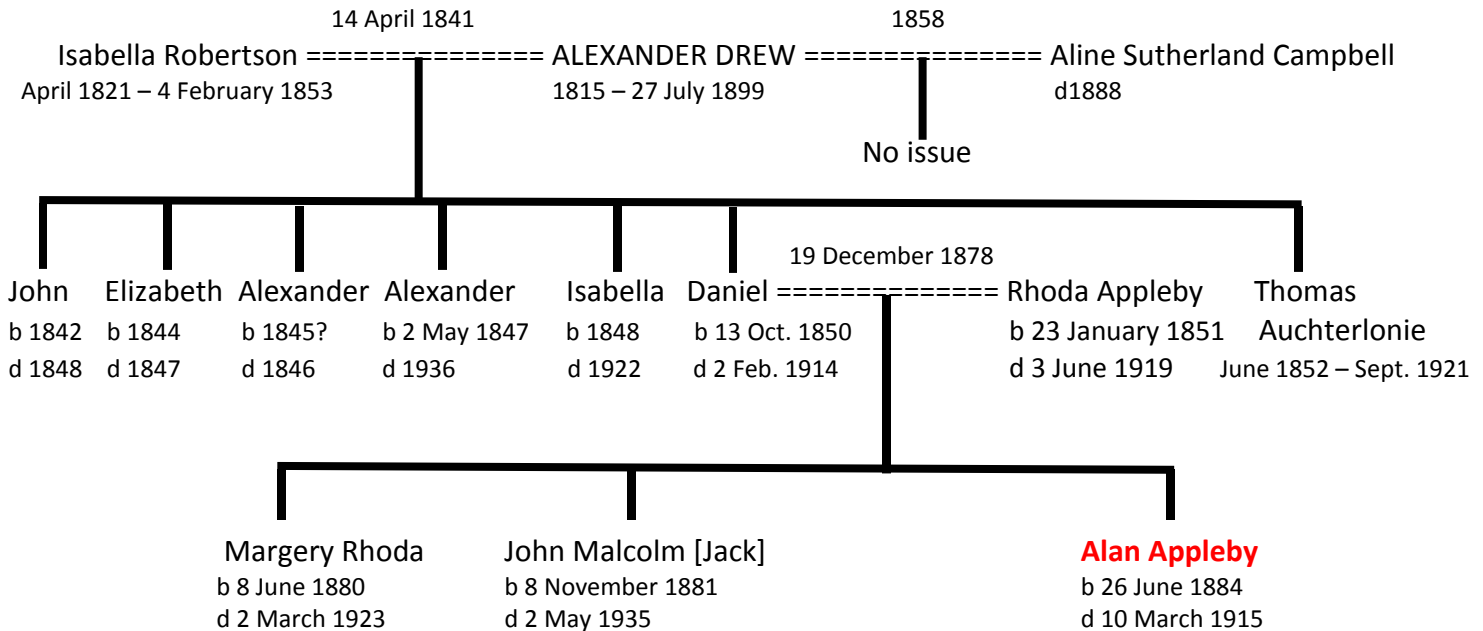 14 April 1841 1858
Isabella Robertson =============== ALEXANDER DREW =============== Aline Sutherland Campbell
April 1821 – 4 February 1853 1815 – 27 July 1899 d1888
No issue
19 December 1878
John Elizabeth Alexander Alexander Isabella Daniel ============== Rhoda Appleby Thomas
b 1842 b 1844 b 1845? b 2 May 1847 b 1848 b 13 Oct. 1850 b 23 January 1851 Auchterlonie
d 1848 d 1847 d 1846 d 1936 d 1922 d 2 Feb. 1914 d 3 June 1919 June 1852 – Sept. 1921
Margery Rhoda John Malcolm [Jack] Alan Appleby
b 8 June 1880 b 8 November 1881 b 26 June 1884
d 2 March 1923 d 2 May 1935 d 10 March 1915